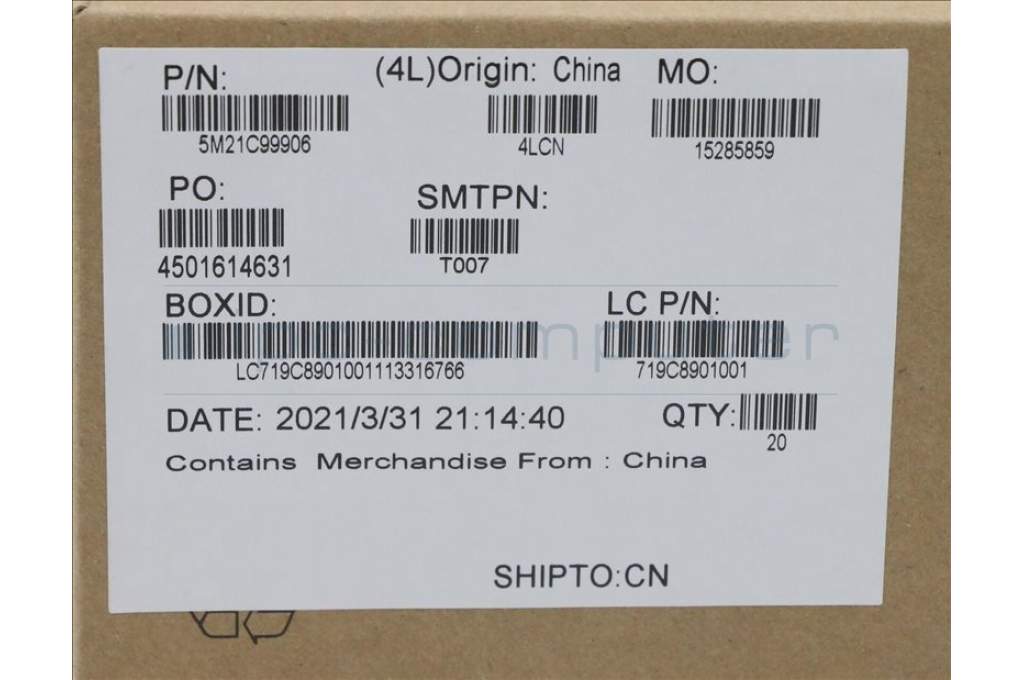 P/N: (4L)Origin: China MO:
5M21C99906 4LCN 15285859
PO: SMTPN:
4501614631 T007
BOXID: LC P/N:
LC719C8901001113316766 719C8901001
DATE: 2021/3/31 21:14:40 QTY:
20
Contains Merchandise From : China
SHIPTO:CN